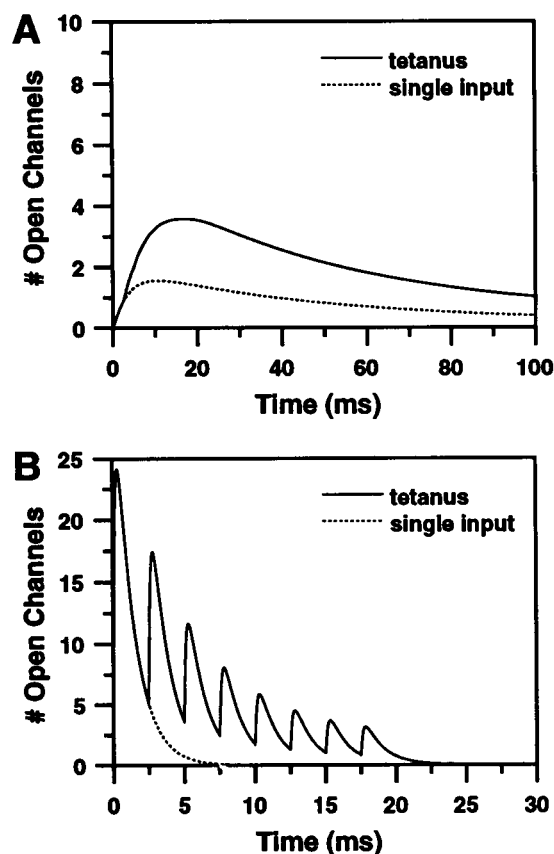 A
10
8
6
4
2
0
# Open Channels
tetanus
single input
0 20 40 60 80 100
Time (ms)
B
25
20
15
10
5
0
# Open Channels
tetanus
single input
0 5 10 15 20 25 30
Time (ms)